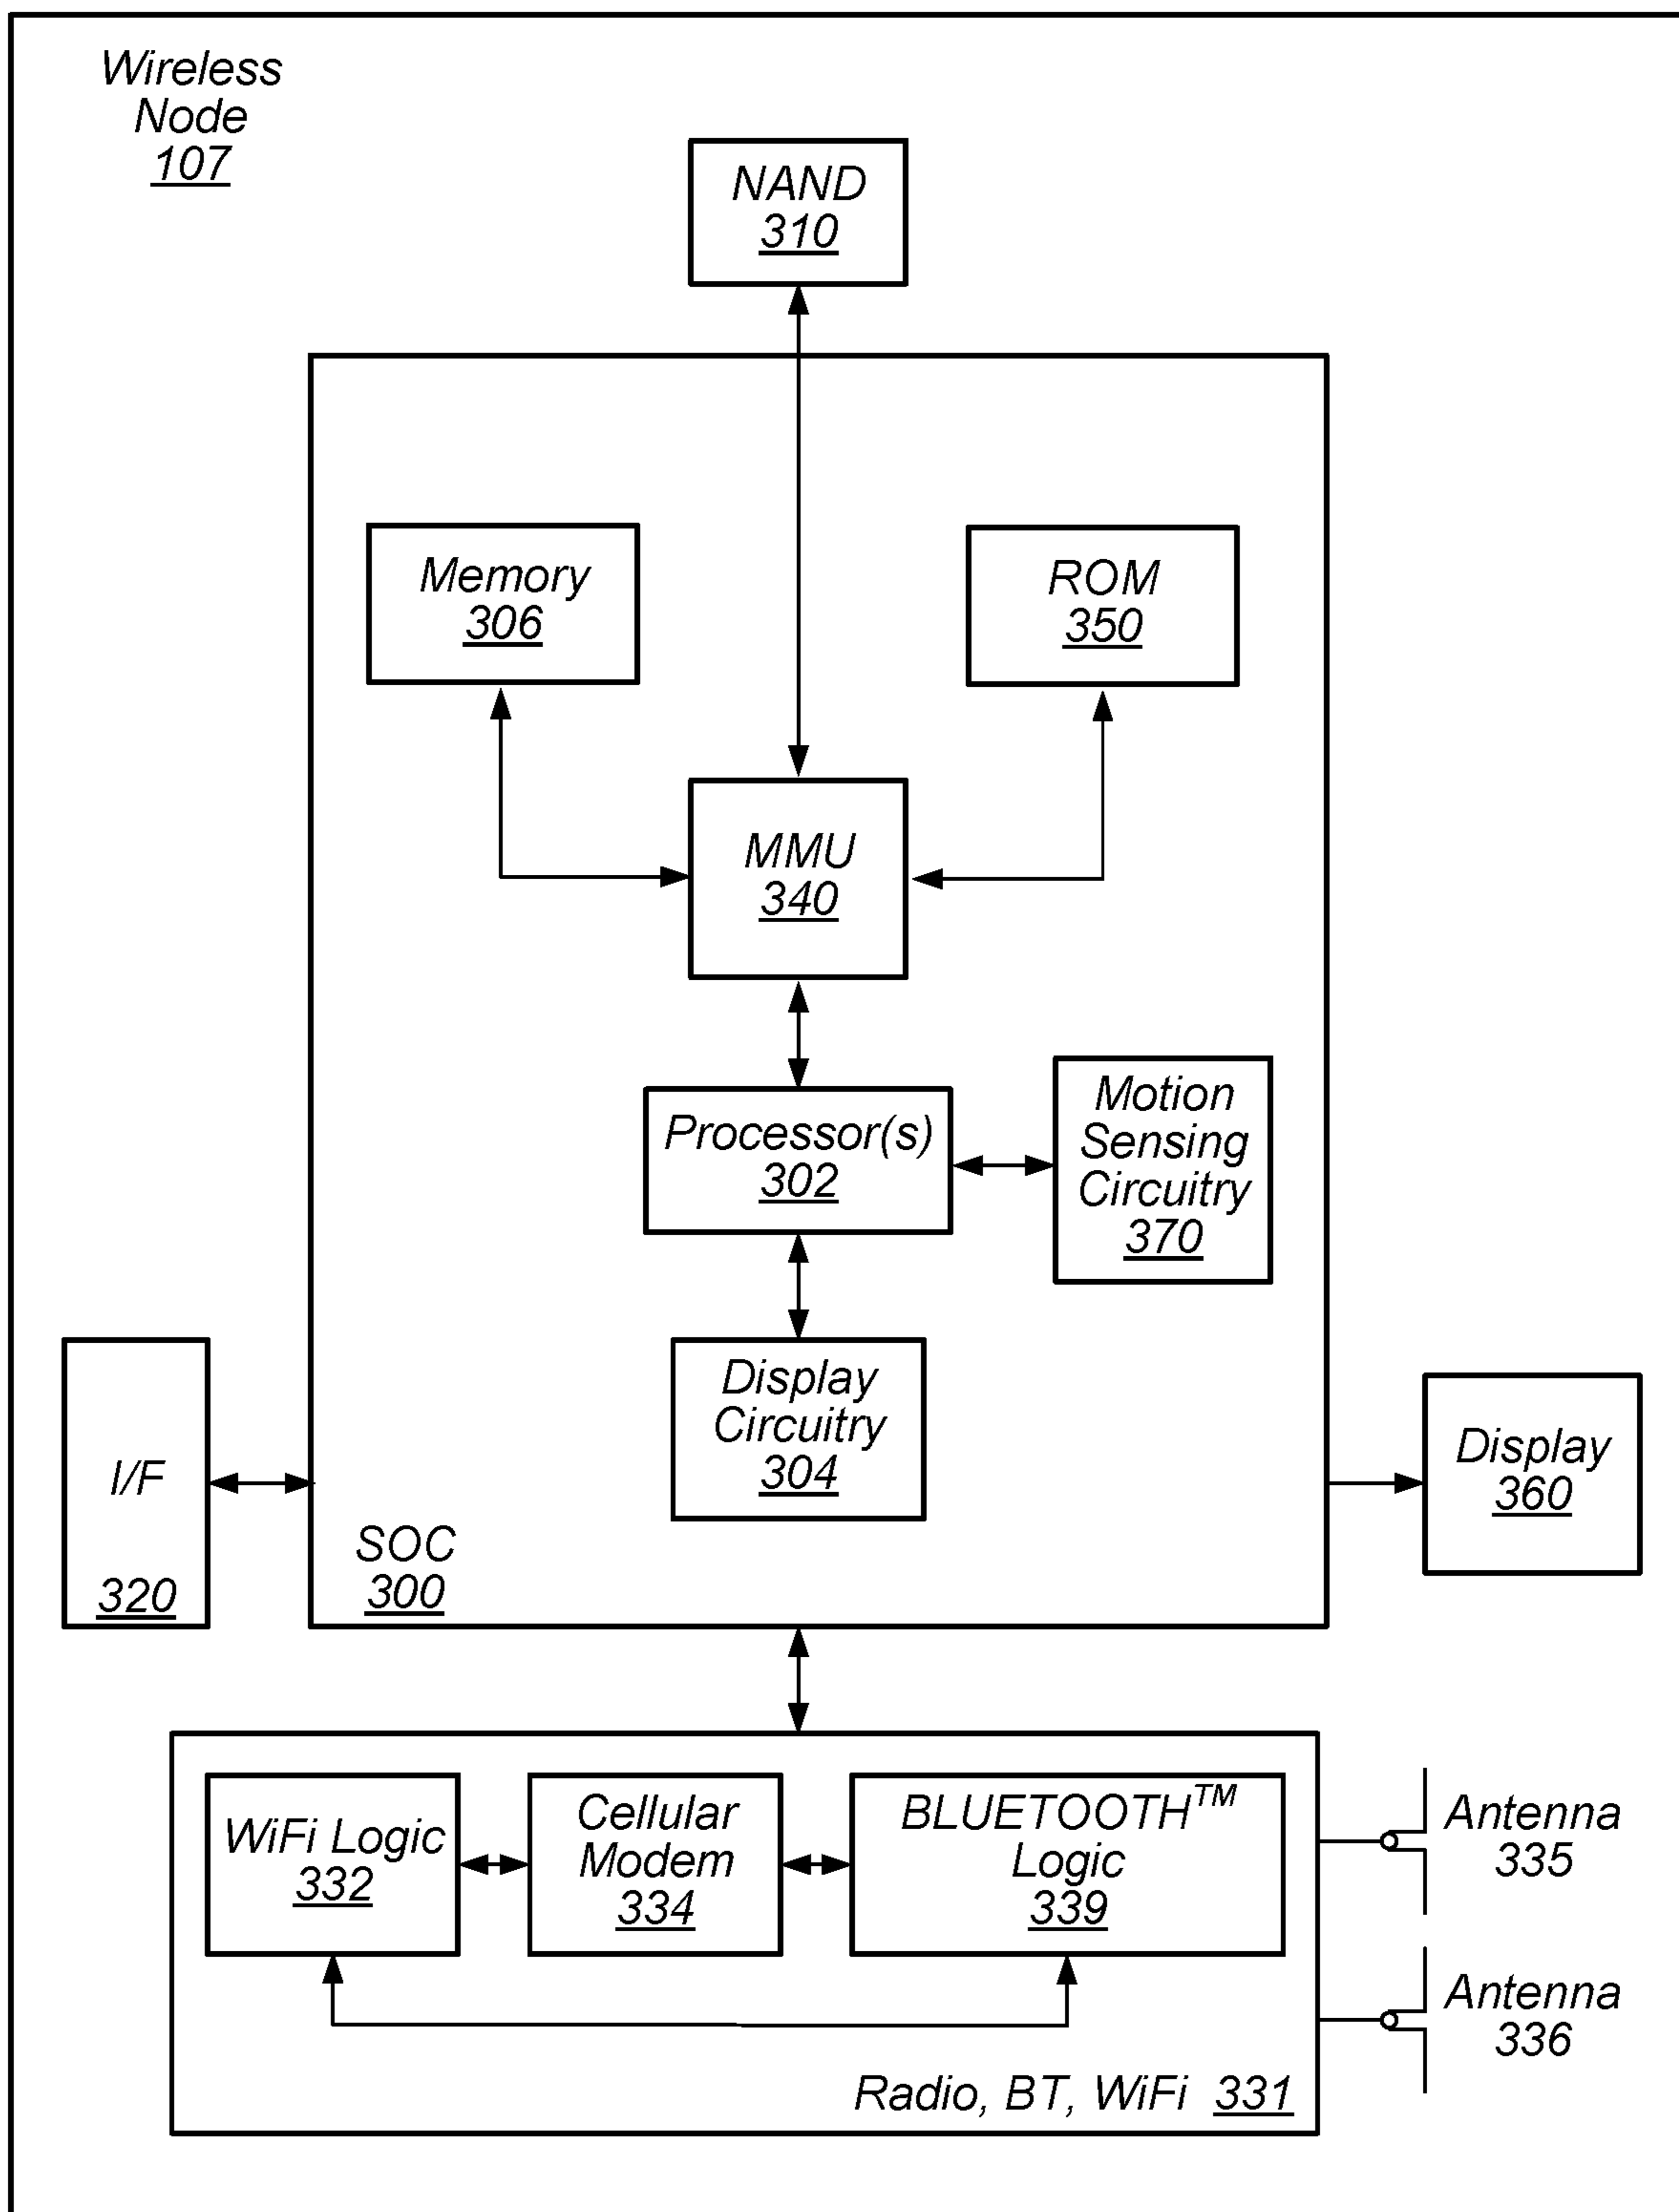 Wireless
Node
107
NAND
310
Memory
306
ROM
350
MMU
340
Processor(s)
302
Motion
Sensing
Circuitry
370
Display
Circuitry
304
I/F
320
SOC
300
Display
360
WiFi Logic
332
Cellular
Modem
334
BLUETOOTH™
Logic
339
Antenna
335
Antenna
336
Radio, BT, WiFi 331